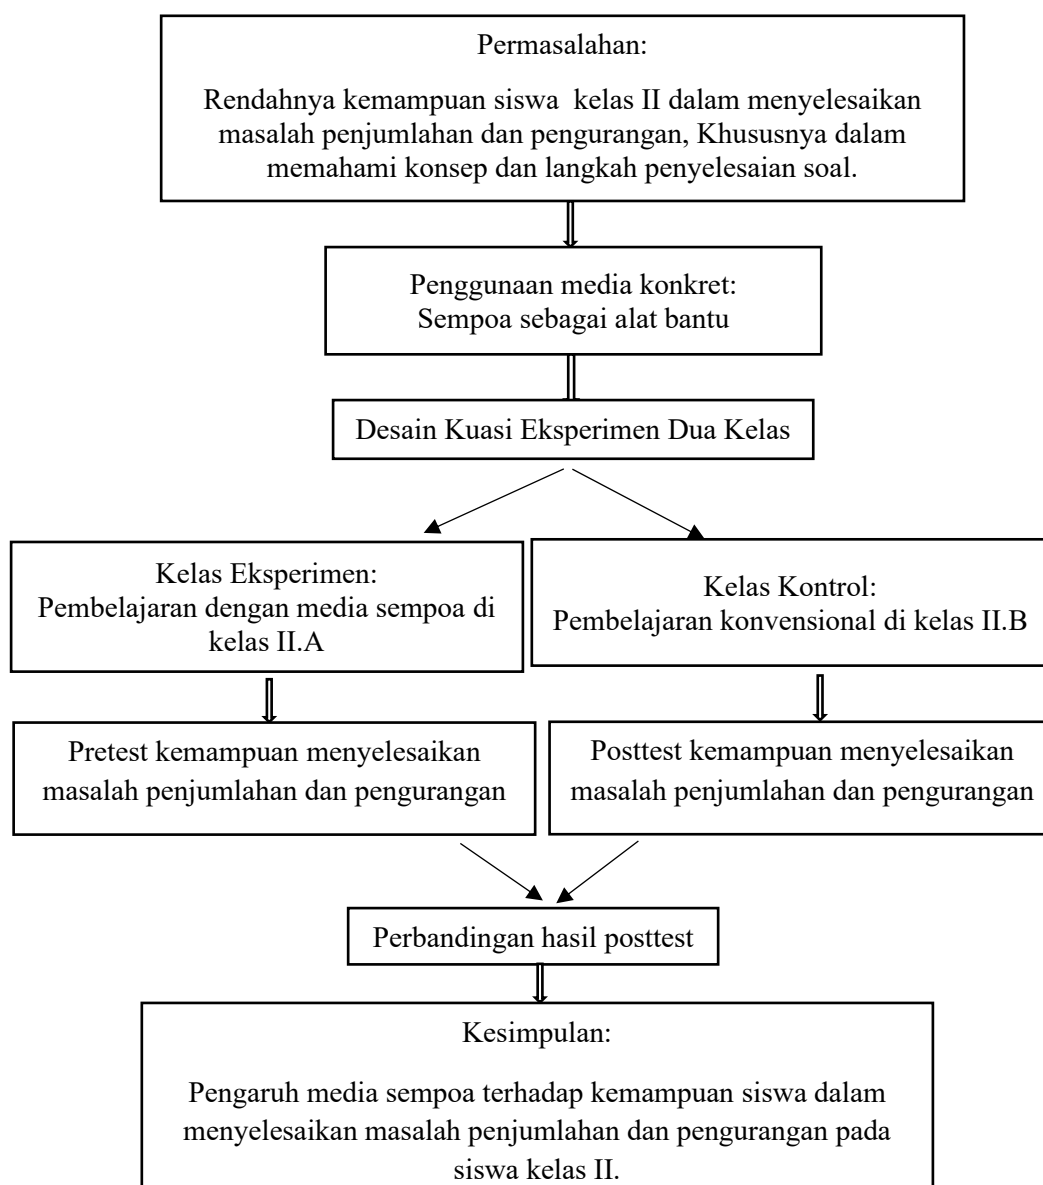 Permasalahan:
Rendahnya kemampuan siswa kelas II dalam menyelesaikan
masalah penjumlahan dan pengurangan, Khususnya dalam
memahami konsep dan langkah penyelesaian soal.
Penggunaan media konkret:
Sempoa sebagai alat bantu
Desain Kuasi Eksperimen Dua Kelas
Kelas Eksperimen:
Pembelajaran dengan media sempoa di
kelas II.A
Kelas Kontrol:
Pembelajaran konvensional di kelas II.B
Pretest kemampuan menyelesaikan
masalah penjumlahan dan pengurangan
Posttest kemampuan menyelesaikan
masalah penjumlahan dan pengurangan
Perbandingan hasil posttest
Kesimpulan:
Pengaruh media sempoa terhadap kemampuan siswa dalam
menyelesaikan masalah penjumlahan dan pengurangan pada
siswa kelas II.